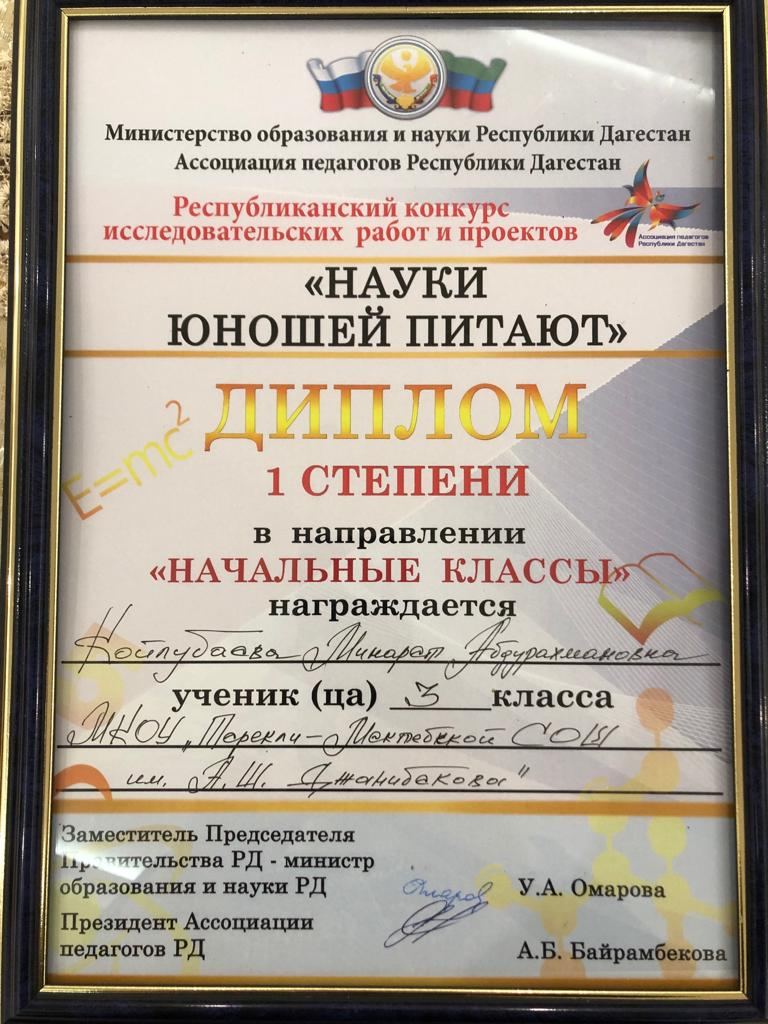 Министерство образования и науки Республики Дагестан
Ассоциация педагогов Республики Дагестан
Республиканский конкурс
исследовательских работ и проектов
Ассоциация педагогов
Республики Дагестан
«НАУКИ
ЮНОШЕЙ ПИТАЮТ»
E=mc²
ДИПЛОМ
1 СТЕПЕНИ
в направлении
«НАЧАЛЬНЫЕ КЛАССЫ»
награждается
Койлубаева Минарат Абдурахмановна
ученик (ца) 3 класса
МКОУ „Терекли-Мектебской СОШ
им. А.Ш. Джанибекова"
Заместитель Председателя
Правительства РД - министр
образования и науки РД
У.А. Омарова
Президент Ассоциации
педагогов РД
А.Б. Байрамбекова